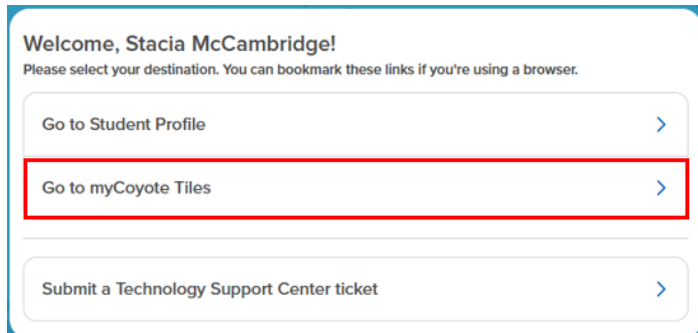 Welcome, Stacia McCambridge!
Please select your destination. You can bookmark these links if you're using a browser.
Go to Student Profile
Go to myCoyote Tiles
Submit a Technology Support Center ticket